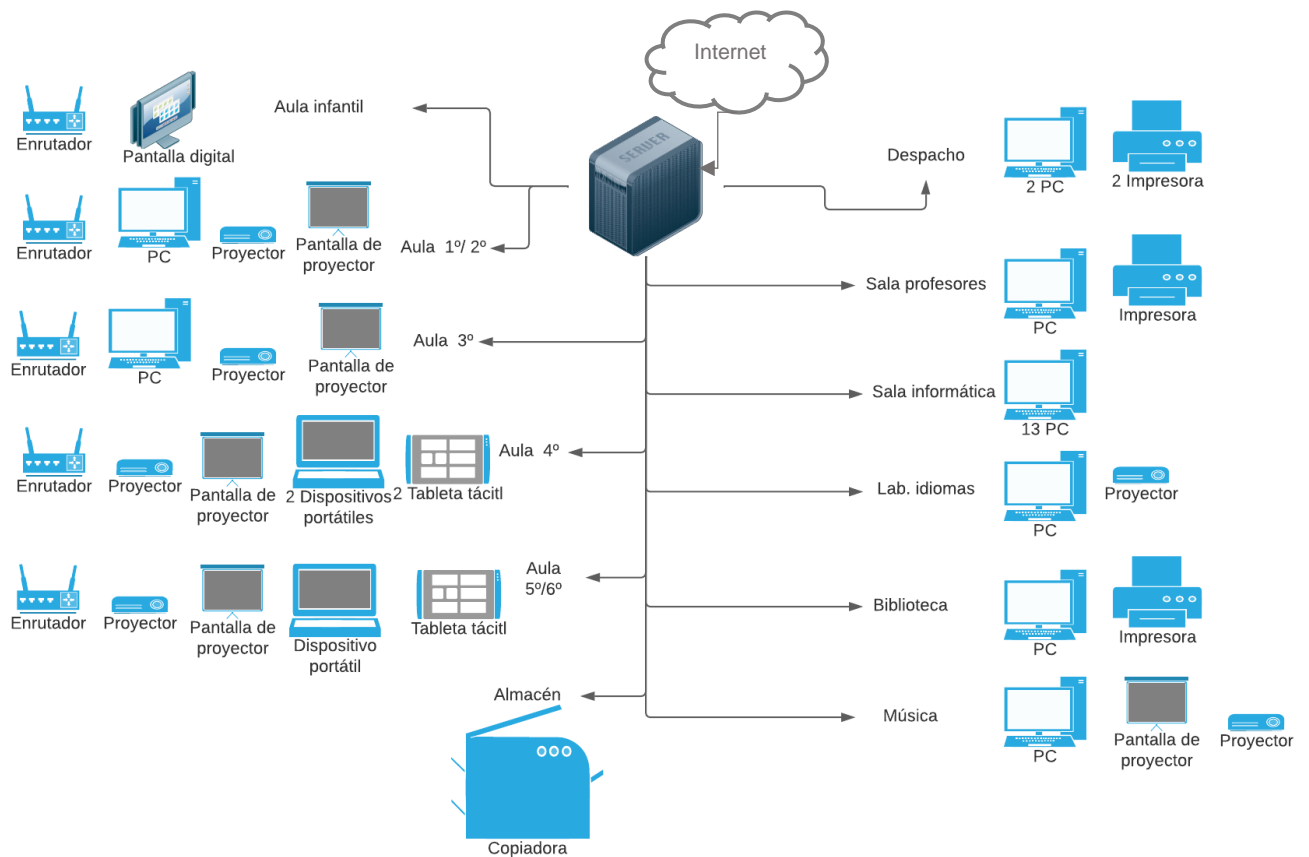 Internet
SERVER
Aula infantil
Enrutador
Pantalla digital
Despacho
2 PC
2 Impresora
Enrutador
PC
Proyector
Pantalla de
proyector
Aula 1º/ 2º
Sala profesores
PC
Impresora
Enrutador
PC
Proyector
Pantalla de
proyector
Aula 3º
Sala informática
13 PC
Enrutador
Proyector
Pantalla de
proyector
2 Dispositivos
portátiles
2 Tableta tácitl
Aula 4º
Lab. idiomas
PC
Proyector
Enrutador
Proyector
Pantalla de
proyector
Dispositivo
portátil
Tableta tácitl
Aula
5º/6º
Biblioteca
PC
Impresora
Almacén
Copiadora
Música
PC
Pantalla de
proyector
Proyector